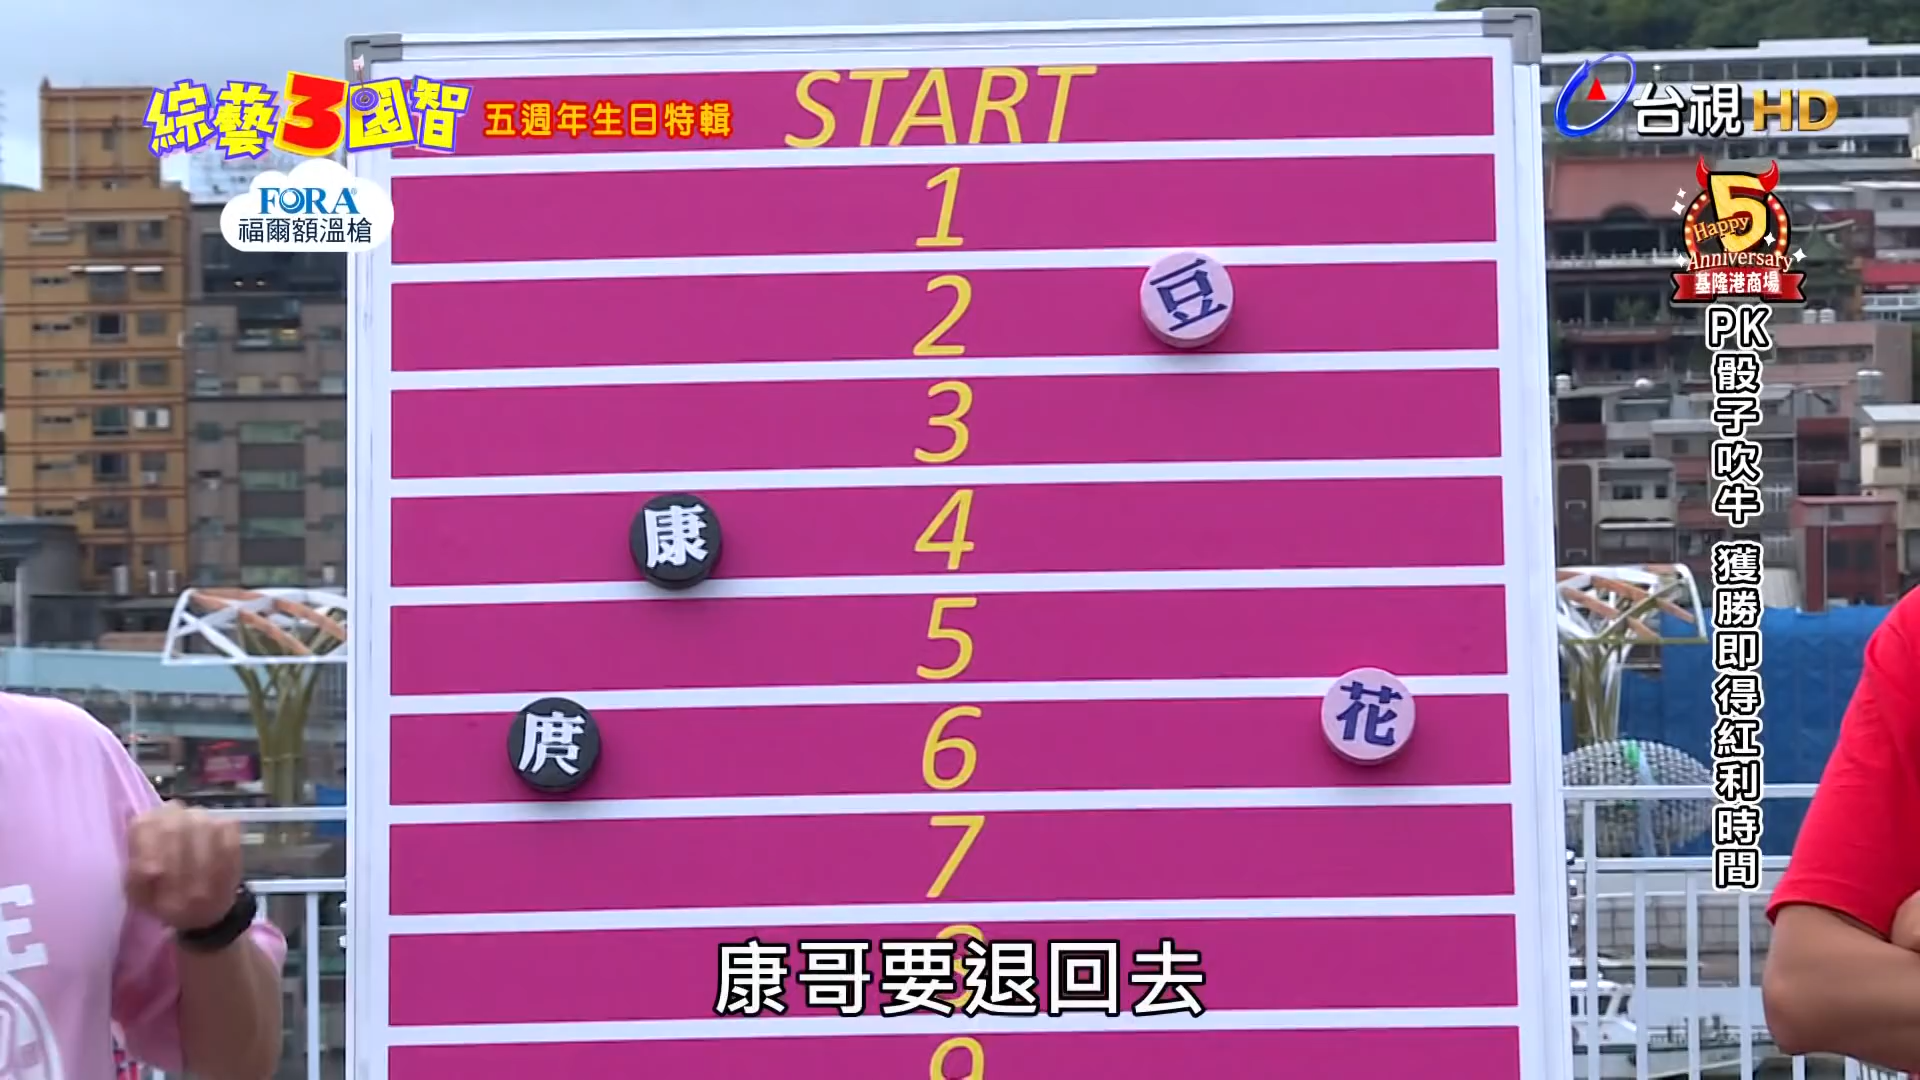 綜藝3國智 五週年生日特輯
FORA
福爾額溫槍
台視HD
5
Happy
Anniversary
基隆港商場
PK骰子吹牛 獲勝即得紅利時間
START
1
2
豆
3
4
康
5
6
庹
花
7
8
9
康哥要退回去